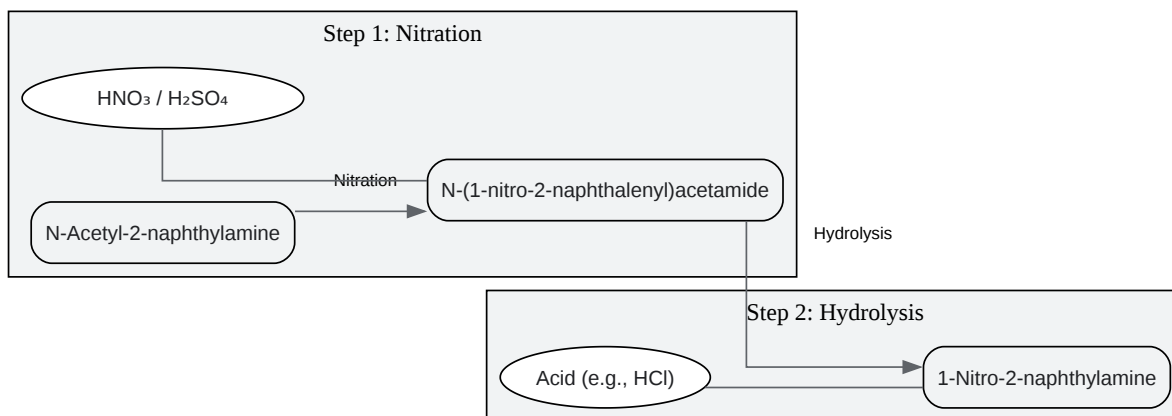 Step 1: Nitration
HNO₃ / H₂SO₄
Nitration
N-(1-nitro-2-naphthalenyl)acetamide
N-Acetyl-2-naphthylamine
Hydrolysis
Step 2: Hydrolysis
Acid (e.g., HCl)
1-Nitro-2-naphthylamine